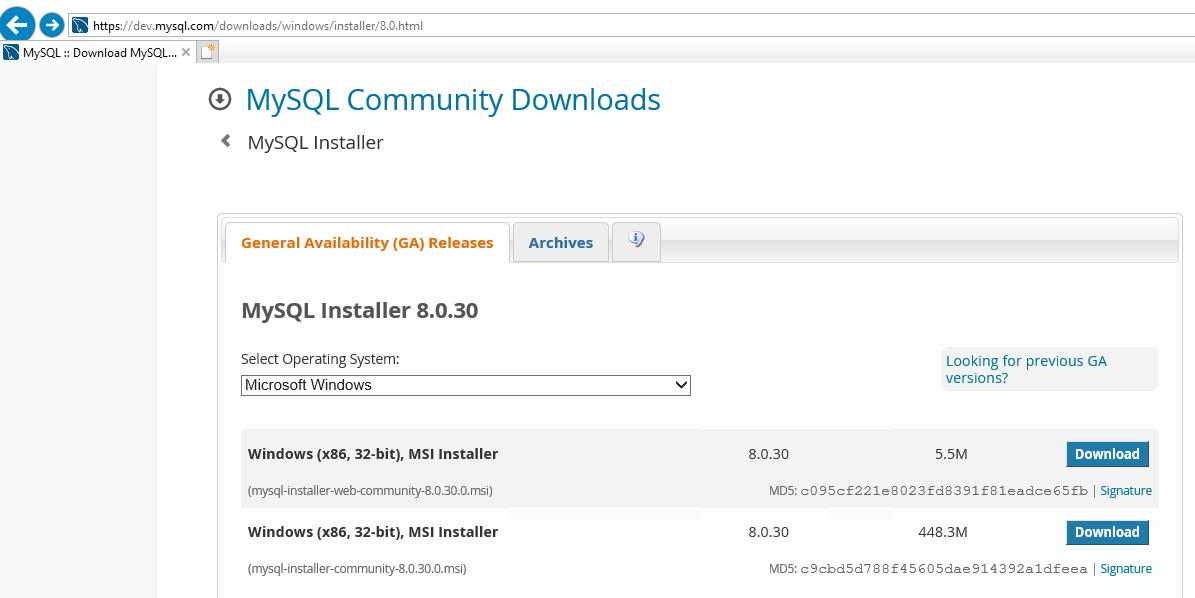 https://dev.mysql.com/downloads/windows/installer/8.0.html
MySQL :: Download MySQL...
MySQL Community Downloads
MySQL Installer
General Availability (GA) Releases
Archives
MySQL Installer 8.0.30
Select Operating System:
Microsoft Windows
Looking for previous GA
versions?
Windows (x86, 32-bit), MSI Installer 8.0.30 5.5M Download
(mysql-installer-web-community-8.0.30.0.msi) MD5: c095cf221e8023fd8391f81eadce65fb | Signature
Windows (x86, 32-bit), MSI Installer 8.0.30 448.3M Download
(mysql-installer-community-8.0.30.0.msi) MD5: c9cbd5d788f45605dae914392a1dfeea | Signature